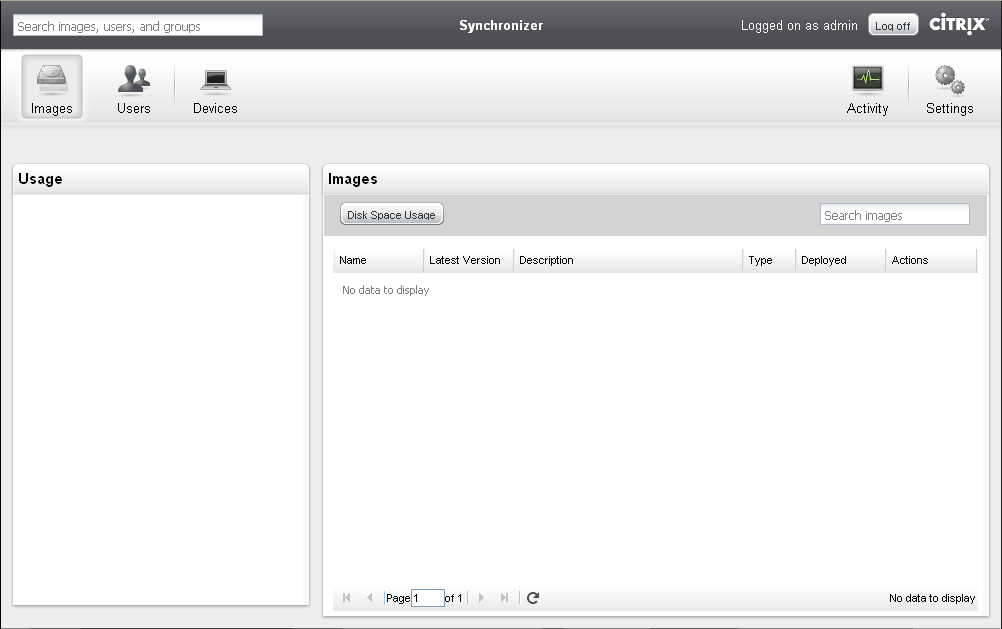 Search images, users, and groups
Synchronizer
Logged on as admin
Log off
CİTRIX
Images
Users
Devices
Activity
Settings
Usage
Images
Disk Space Usage
Search images
Name
Latest Version
Description
Type
Deployed
Actions
No data to display
Page 1 of 1
No data to display